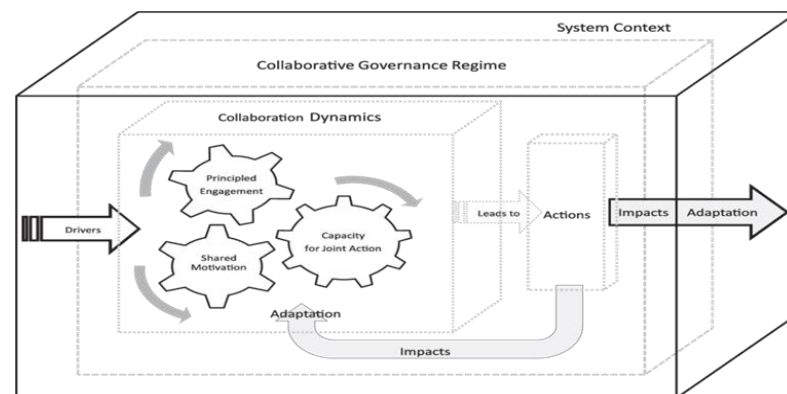 System Context
Collaborative Governance Regime
Collaboration Dynamics
Principled
Engagement
Drivers
Shared
Motivation
Capacity
for Joint Action
Leads to
Actions
Impacts
Adaptation
Adaptation
Impacts